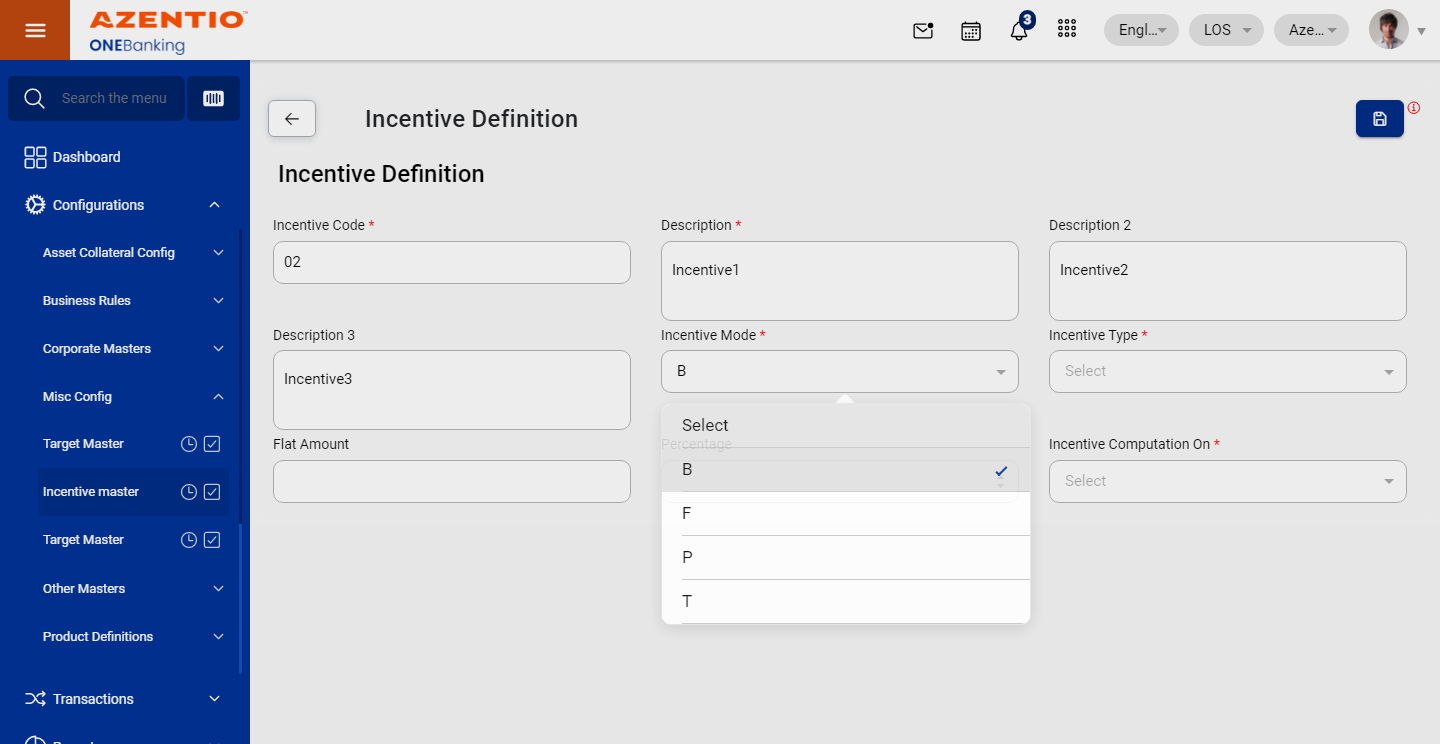 AZENTIO™
ONEBanking
3
Engl...
LOS
Aze...
Search the menu
Dashboard
Configurations
Asset Collateral Config
Business Rules
Corporate Masters
Misc Config
Target Master
Incentive master
Target Master
Other Masters
Product Definitions
Transactions
Incentive Definition
Incentive Definition
Incentive Code *
02
Description *
Incentive1
Description 2
Incentive2
Description 3
Incentive3
Incentive Mode *
B
Incentive Type *
Select
Flat Amount
Percentage
Incentive Computation On *
Select
Select
B
F
P
T